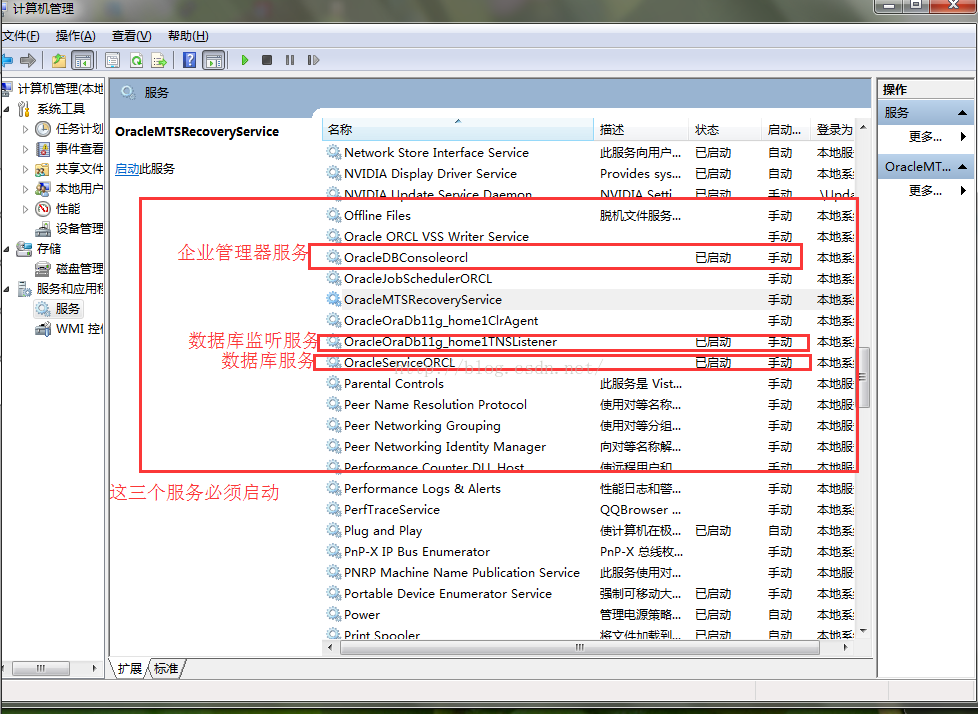 计算机管理
文件(F) 操作(A) 查看(V) 帮助(H)
计算机管理(本地
系统工具
任务计划
事件查看
共享文件
本地用户
性能
设备管理
存储
磁盘管理
服务和应用程
服务
WMI 控
服务
OracleMTSRecoveryService
启动此服务
名称 描述 状态 启动... 登录为
Network Store Interface Service 此服务向用户... 已启动 自动 本地服
NVIDIA Display Driver Service Provides sys... 已启动 自动 本地系
NVIDIA Update Service Daemon NVIDIA Setti... 已启动 自动 .\Upda
Offline Files 脱机文件服务... 手动 本地系
Oracle ORCL VSS Writer Service 手动 本地系
企业管理器服务 OracleDBConsoleorcl 已启动 手动 本地系
OracleJobSchedulerORCL 手动 本地系
OracleMTSRecoveryService 手动 本地系
OracleOraDb11g_home1ClrAgent 手动 本地系
数据库监听服务 OracleOraDb11g_home1TNSListener 已启动 手动 本地系
数据库服务 OracleServiceORCL 已启动 手动 本地系
http://blog.csdn.net/
Parental Controls 此服务是 Vist... 手动 本地服
Peer Name Resolution Protocol 使用对等名称... 手动 本地服
Peer Networking Grouping 使用对等分组... 手动 本地服
Peer Networking Identity Manager 向对等名称解... 手动 本地服
Performance Counter DLL Host 使远程用户和... 手动 本地服
这三个服务必须启动
Performance Logs & Alerts 性能日志和警... 手动 本地服
PerfTraceService QQBrowser ... 手动 本地系
Plug and Play 使计算机在极... 已启动 自动 本地系
PnP-X IP Bus Enumerator PnP-X 总线枚... 手动 本地系
PNRP Machine Name Publication Service 此服务使用对... 手动 本地服
Portable Device Enumerator Service 强制可移动大... 已启动 手动 本地系
Power 管理电源策略... 已启动 自动 本地系
Print Spooler 将文件加载到... 已启动 自动 本地系
扩展 标准
操作
服务
更多...
OracleMT...
更多...